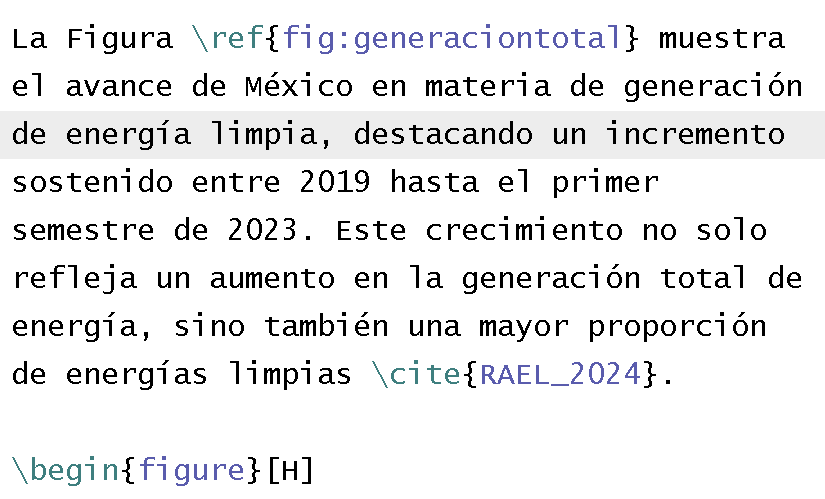 La Figura \ref{fig:generaciontotal} muestra
el avance de México en materia de generación
de energía limpia, destacando un incremento
sostenido entre 2019 hasta el primer
semestre de 2023. Este crecimiento no solo
refleja un aumento en la generación total de
energía, sino también una mayor proporción
de energías limpias \cite{RAEL_2024}.
\begin{figure}[H]